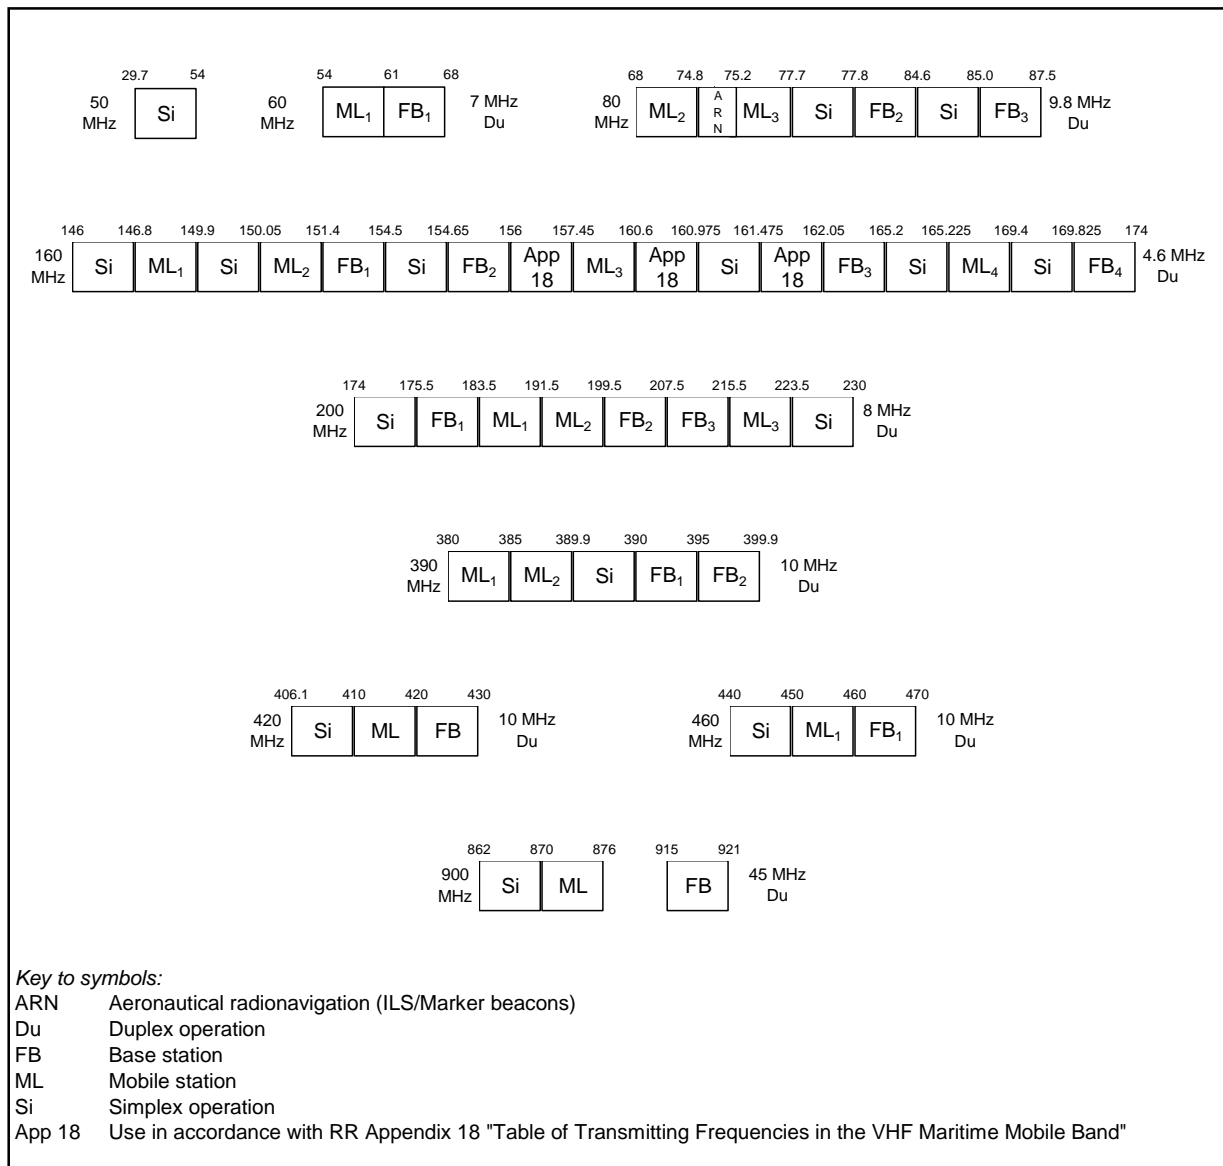 29.7 54 54 61 68 68 74.8 75.2 77.7 77.8 84.6 85.0 87.5
50 MHz Si 60 MHz ML₁ FB₁ 7 MHz Du 80 MHz ML₂ ARN ML₃ Si FB₂ Si FB₃ 9.8 MHz Du
146 146.8 149.9 150.05 151.4 154.5 154.65 156 157.45 160.6 160.975 161.475 162.05 165.2 165.225 169.4 169.825 174
160 MHz Si ML₁ Si ML₂ FB₁ Si FB₂ App 18 ML₃ App 18 Si App 18 FB₃ Si ML₄ Si FB₄ 4.6 MHz Du
174 175.5 183.5 191.5 199.5 207.5 215.5 223.5 230
200 MHz Si FB₁ ML₁ ML₂ FB₂ FB₃ ML₃ Si 8 MHz Du
380 385 389.9 390 395 399.9
390 MHz ML₁ ML₂ Si FB₁ FB₂ 10 MHz Du
406.1 410 420 430 440 450 460 470
420 MHz Si ML FB 10 MHz Du 460 MHz Si ML₁ FB₁ 10 MHz Du
862 870 876 915 921
900 MHz Si ML FB 45 MHz Du
Key to symbols:
ARN Aeronautical radionavigation (ILS/Marker beacons)
Du Duplex operation
FB Base station
ML Mobile station
Si Simplex operation
App 18 Use in accordance with RR Appendix 18 "Table of Transmitting Frequencies in the VHF Maritime Mobile Band"